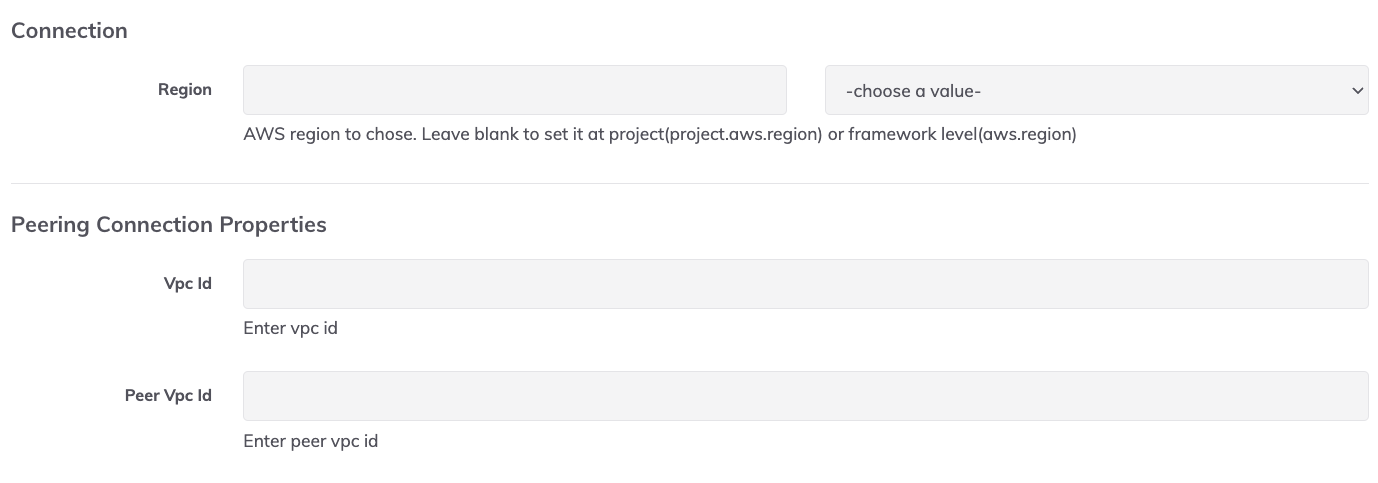 Connection
Region
-choose a value-
AWS region to chose. Leave blank to set it at project(project.aws.region) or framework level(aws.region)
Peering Connection Properties
Vpc Id
Enter vpc id
Peer Vpc Id
Enter peer vpc id